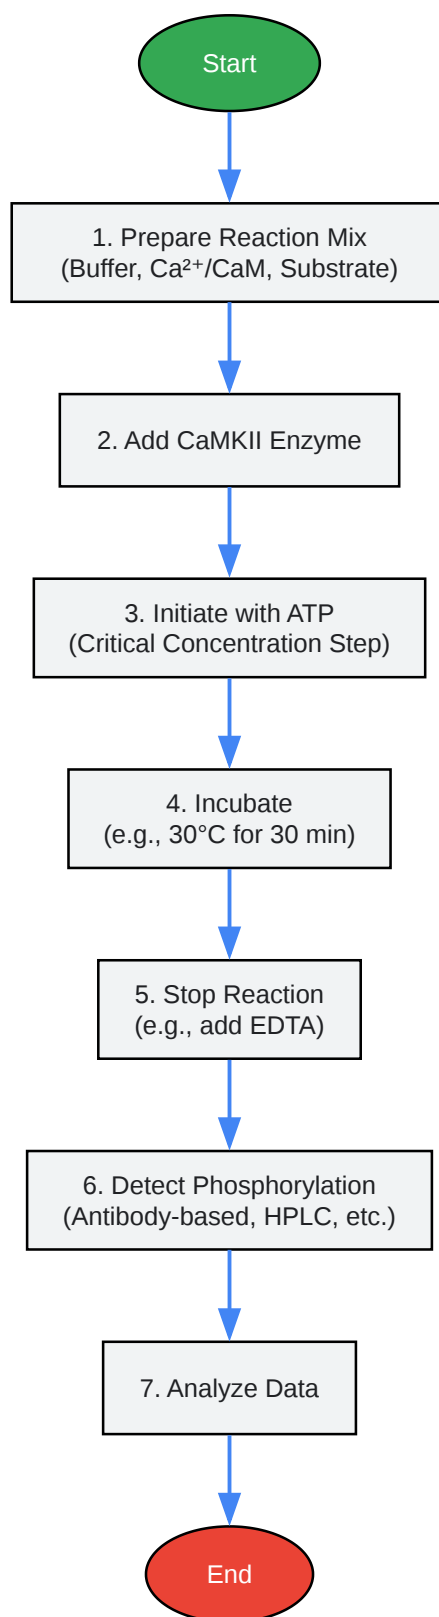 Start
1. Prepare Reaction Mix
(Buffer, Ca²⁺/CaM, Substrate)
2. Add CaMKII Enzyme
3. Initiate with ATP
(Critical Concentration Step)
4. Incubate
(e.g., 30°C for 30 min)
5. Stop Reaction
(e.g., add EDTA)
6. Detect Phosphorylation
(Antibody-based, HPLC, etc.)
7. Analyze Data
End